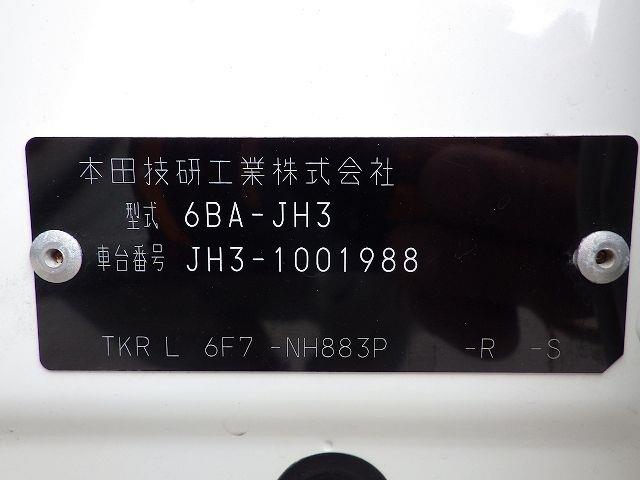 本田技研工業株式会社
型式 6BA-JH3
車台番号 JH3-1001988
TKRL 6F7 -NH883P -R -S